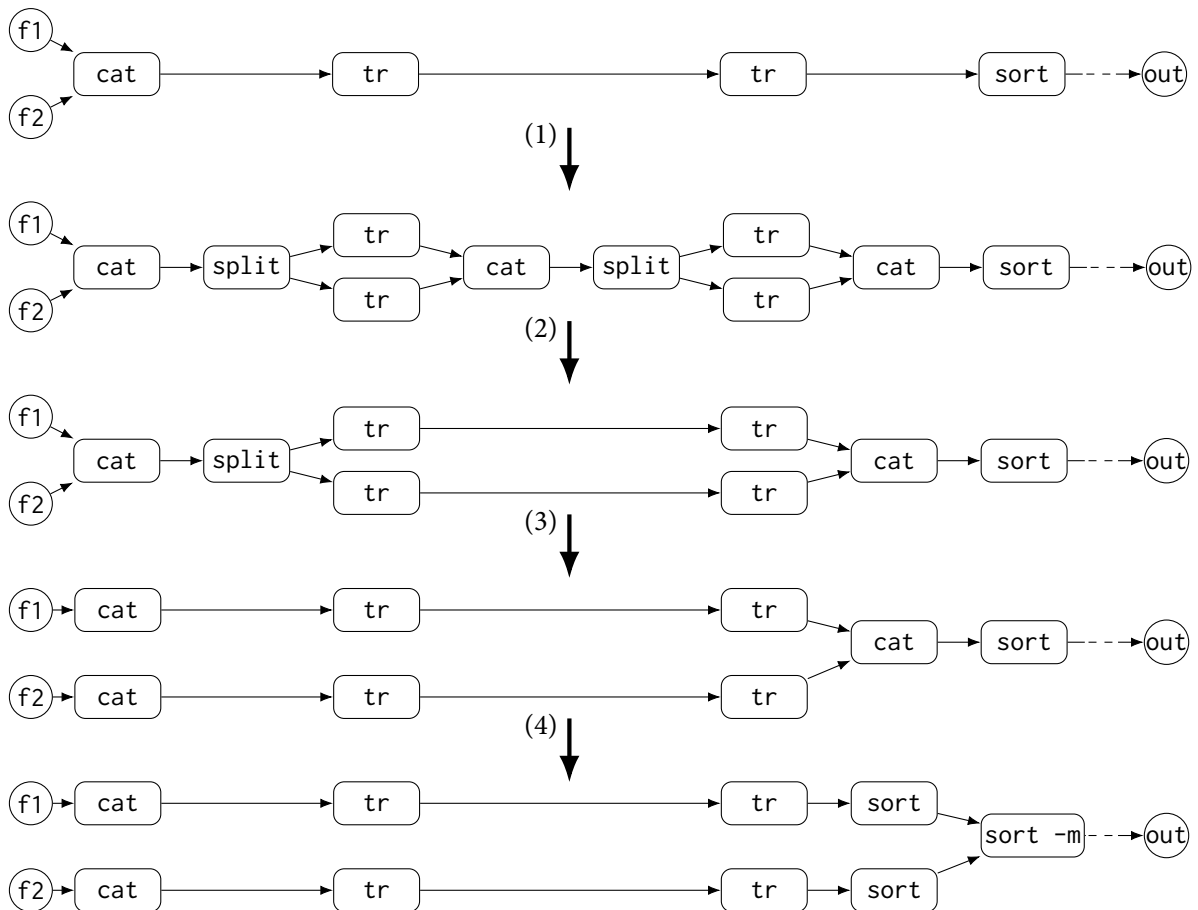 f1
cat tr tr sort out
f2
(1)
f1 tr tr
cat split cat split cat sort out
f2 tr tr
(2)
f1 tr tr
cat split cat sort out
f2 tr tr
(3)
f1 cat tr tr
cat sort out
f2 cat tr tr
(4)
f1 cat tr tr sort
sort -m out
f2 cat tr tr sort